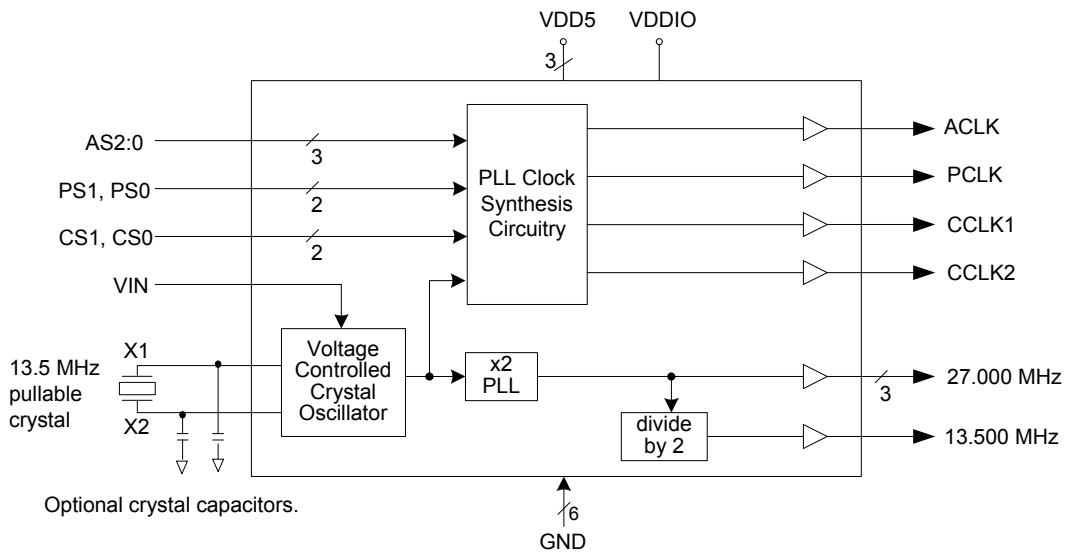 VDD5 VDDIO
3
AS2:0
3
PS1, PS0
2
CS1, CS0
2
VIN
PLL Clock
Synthesis
Circuitry
ACLK
PCLK
CCLK1
CCLK2
13.5 MHz
pullable
crystal
X1
X2
Voltage
Controlled
Crystal
Oscillator
x2
PLL
divide
by 2
27.000 MHz
3
13.500 MHz
Optional crystal capacitors.
6
GND